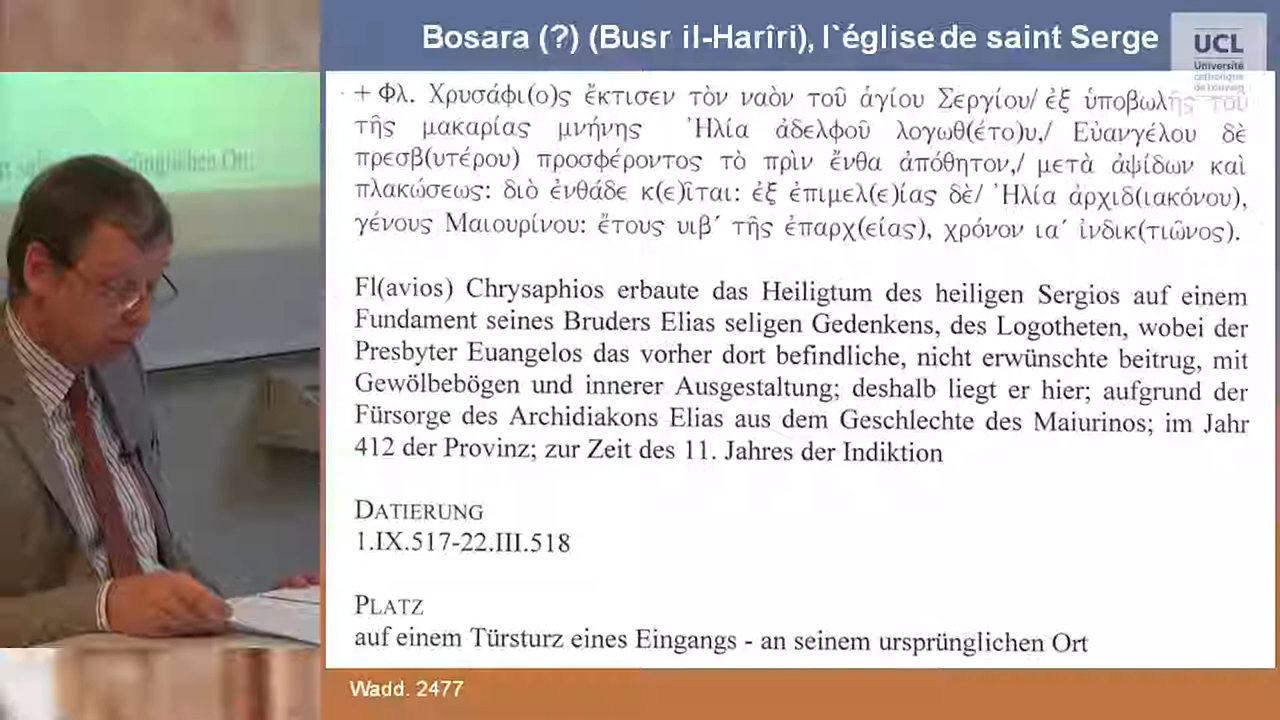 Bosara (?) (Busr il-Harîri), l`église de saint Serge
UCL
Université
catholique
de Louvain
+ Φλ. Χρυσάφι(ο)ς ἔκτισεν τὸν ναὸν τοῦ ἁγίου Σεργίου/ ἐξ ὑποβωλῆς τοῦ
τῆς μακαρίας μνήνης Ἠλία ἀδελφοῦ λογωθ(έτο)υ,/ Εὐανγέλου δὲ
πρεσβ(υτέρου) προσφέροντος τὸ πρὶν ἔνθα ἀπόθητον,/ μετὰ ἁψίδων καὶ
πλακώσεως: διὸ ἐνθάδε κ(ε)ῖται: ἐξ ἐπιμελ(ε)ίας δὲ/ Ἠλία ἀρχιδ(ιακόνου),
γένους Μαιουρίνου: ἔτους υιβ´ τῆς ἐπαρχ(είας), χρόνον ια´ ἰνδικ(τιῶνος).
Fl(avios) Chrysaphios erbaute das Heiligtum des heiligen Sergios auf einem
Fundament seines Bruders Elias seligen Gedenkens, des Logotheten, wobei der
Presbyter Euangelos das vorher dort befindliche, nicht erwünschte beitrug, mit
Gewölbebögen und innerer Ausgestaltung; deshalb liegt er hier; aufgrund der
Fürsorge des Archidiakons Elias aus dem Geschlechte des Maiurinos; im Jahr
412 der Provinz; zur Zeit des 11. Jahres der Indiktion
DATIERUNG
1.IX.517-22.III.518
PLATZ
auf einem Türsturz eines Eingangs - an seinem ursprünglichen Ort
Wadd. 2477